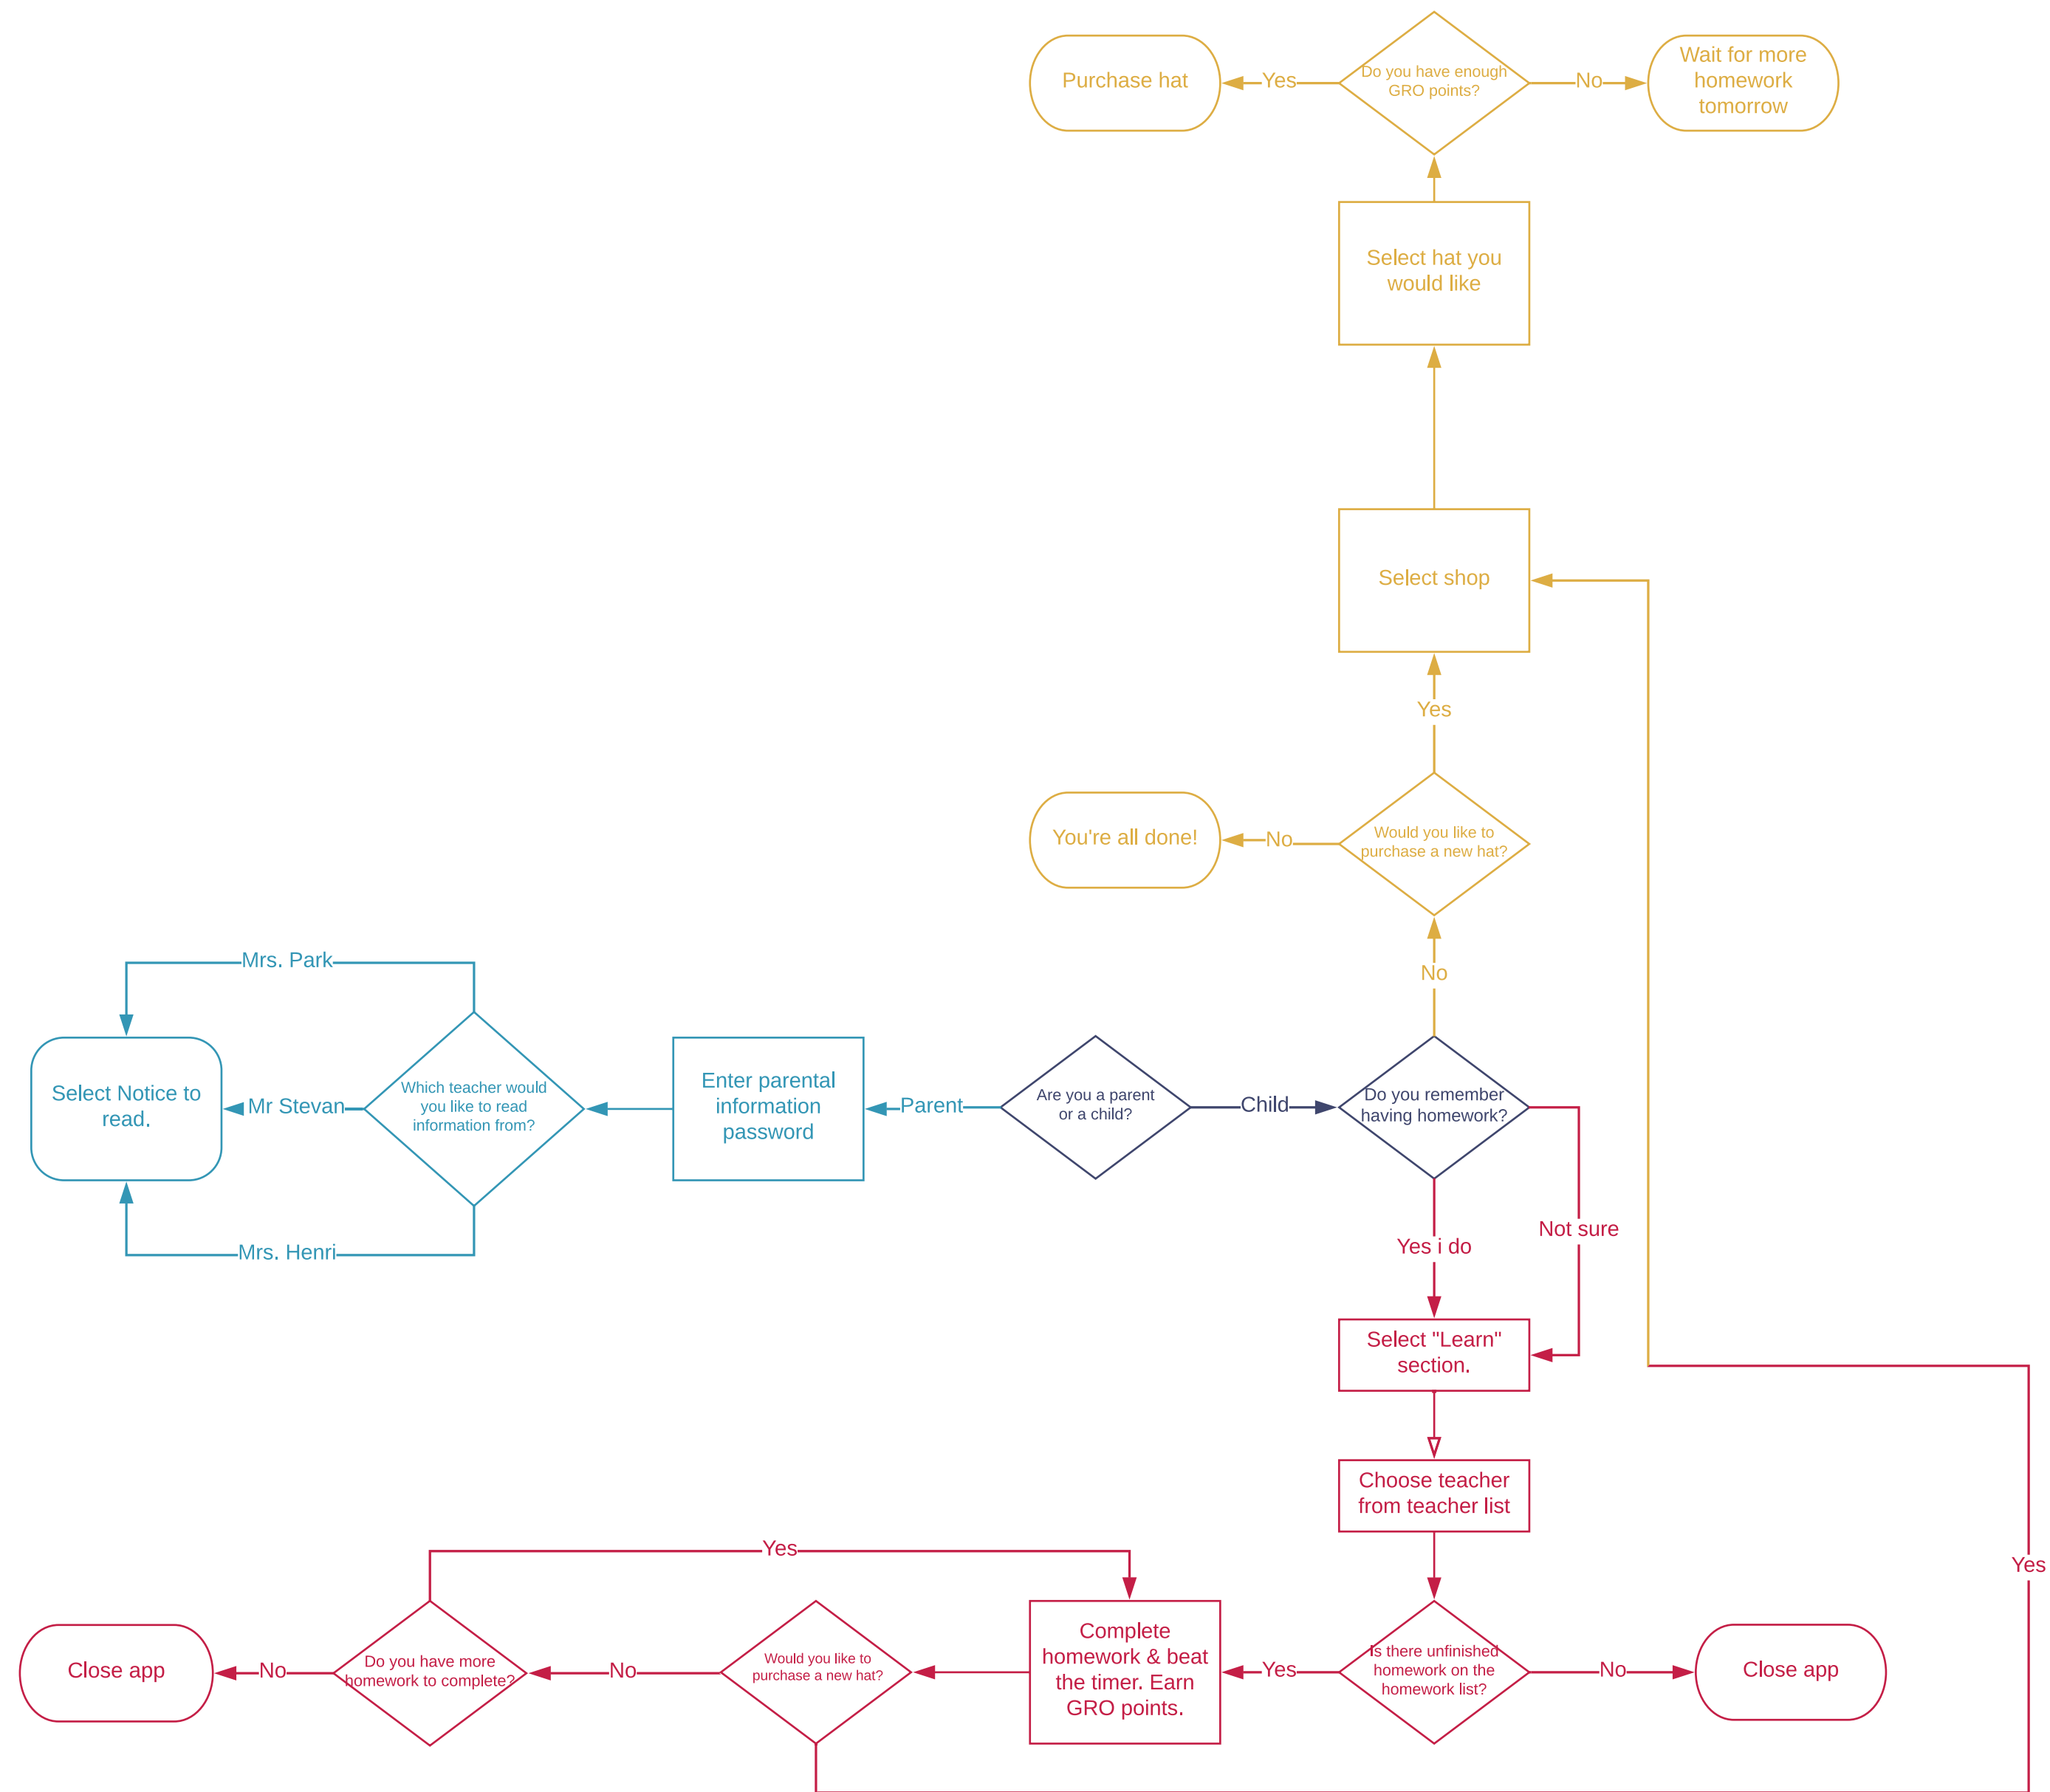 Purchase hat
Yes
Do you have enough
GRO points?
No
Wait for more
homework
tomorrow
Select hat you
would like
Select shop
Yes
You're all done!
No
Would you like to
purchase a new hat?
No
Mrs. Park
Select Notice to
read.
Mr Stevan
Which teacher would
you like to read
information from?
Enter parental
information
password
Parent
Are you a parent
or a child?
Child
Do you remember
having homework?
Mrs. Henri
Yes i do
Not sure
Select "Learn"
section.
Choose teacher
from teacher list
Yes
Yes
Close app
No
Do you have more
homework to complete?
No
Would you like to
purchase a new hat?
Complete
homework & beat
the timer. Earn
GRO points.
Yes
Is there unfinished
homework on the
homework list?
No
Close app